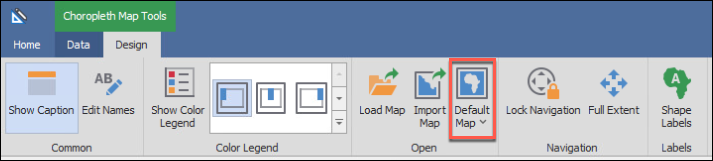 Choropleth Map Tools
Home Data Design
Show Caption
Edit Names
Common
Show Color
Legend
Color Legend
Load Map
Import
Map
Default
Map
Open
Lock Navigation
Full Extent
Navigation
Shape
Labels
Labels
AB
A